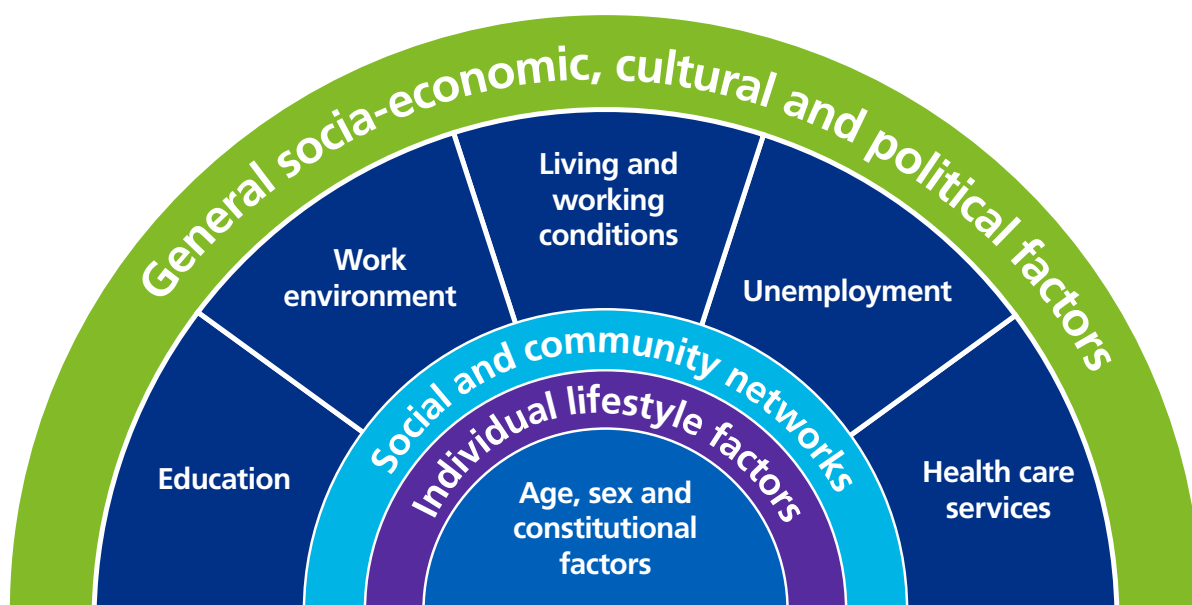 General socia-economic, cultural and political factors
Living and
working
conditions
Work
environment
Unemployment
Social and community networks
Individual lifestyle factors
Education
Health care
services
Age, sex and
constitutional
factors